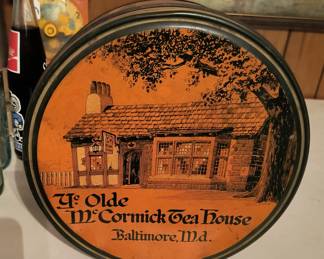 Ye Olde
McCormick Tea House
Baltimore, Md.